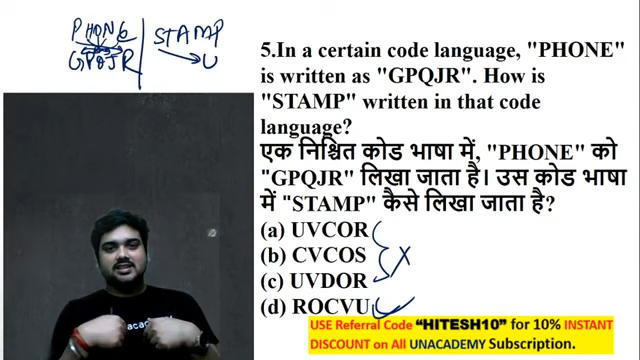 PHONE | STAMP
GPQJR | U
5.In a certain code language, "PHONE"
is written as "GPQJR". How is
"STAMP" written in that code
language?
एक निश्चित कोड भाषा में, "PHONE" को
"GPQJR" लिखा जाता है। उस कोड भाषा
में "STAMP" कैसे लिखा जाता है?
(a) UVCOR
(b) CVCOS
(c) UVDOR
(d) ROCVU
USE Referral Code “HITESH10” for 10% INSTANT
DISCOUNT on All UNACADEMY Subscription.